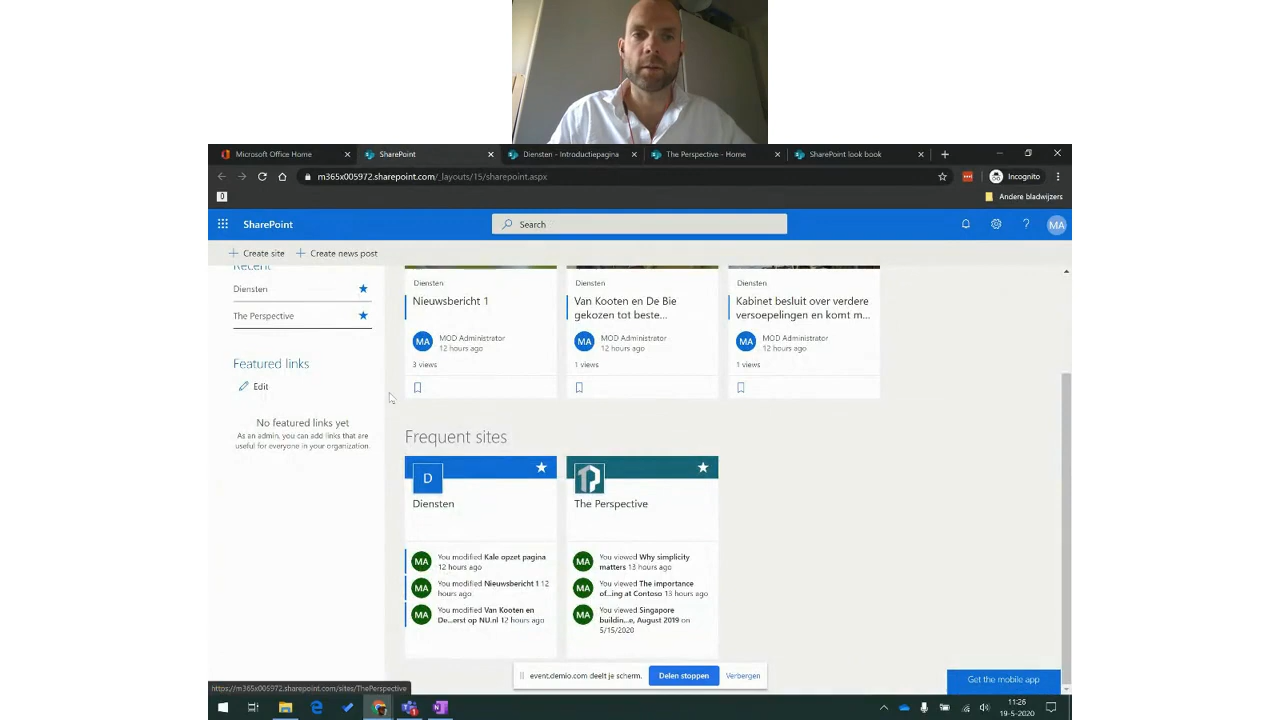 Microsoft Office Home
SharePoint
Diensten - Introductiepagina
The Perspective - Home
SharePoint look book
m365x005972.sharepoint.com/_layouts/15/sharepoint.aspx
Incognito
Andere bladwijzers
SharePoint
Search
MA
Create site
Create news post
Recent
Diensten
The Perspective
Featured links
Edit
No featured links yet
As an admin, you can add links that are
useful for everyone in your organization.
Diensten
Nieuwsbericht 1
MA
MOD Administrator
12 hours ago
3 views
Diensten
Van Kooten en De Bie
gekozen tot beste...
MA
MOD Administrator
12 hours ago
1 views
Diensten
Kabinet besluit over verdere
versoepelingen en komt m...
MA
MOD Administrator
12 hours ago
1 views
Frequent sites
D
Diensten
MA
You modified Kale opzet pagina
12 hours ago
MA
You modified Nieuwsbericht 1 12
hours ago
MA
You modified Van Kooten en
De...erst op NU.nl 12 hours ago
The Perspective
MA
You viewed Why simplicity
matters 13 hours ago
MA
You viewed The importance
of...ing at Contoso 13 hours ago
MA
You viewed Singapore
buildin...e, August 2019 on
5/15/2020
event.demio.com deelt je scherm.
Delen stoppen
Verbergen
Get the mobile app
https://m365x005972.sharepoint.com/sites/ThePerspective
11:26
19-5-2020